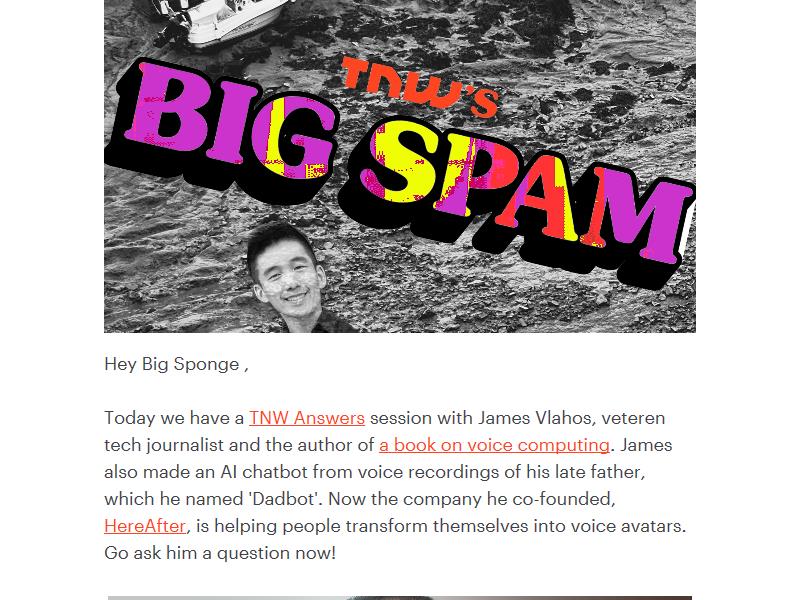 TNW's
BIG SPAM
Hey Big Sponge ,
Today we have a TNW Answers session with James Vlahos, veteren
tech journalist and the author of a book on voice computing. James
also made an AI chatbot from voice recordings of his late father,
which he named 'Dadbot'. Now the company he co-founded,
HereAfter, is helping people transform themselves into voice avatars.
Go ask him a question now!